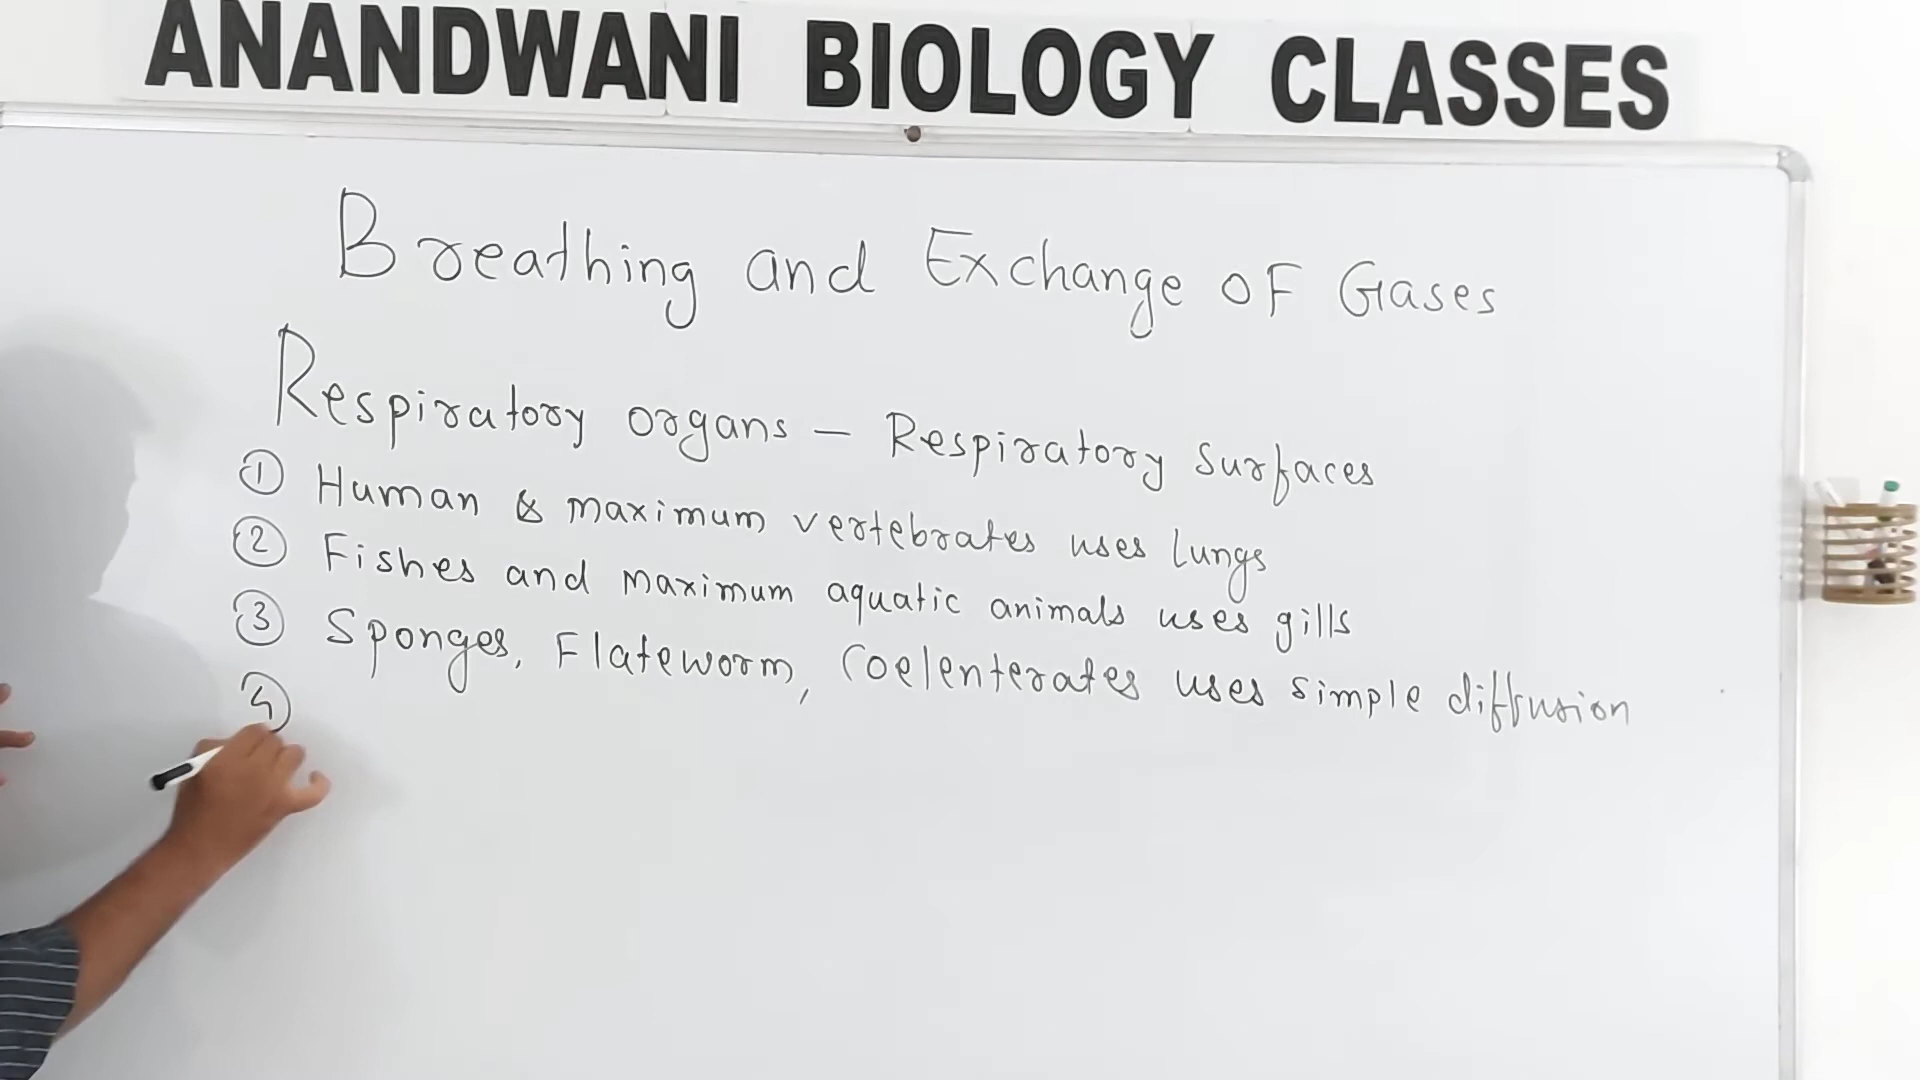 ANANDWANI BIOLOGY CLASSES
Breathing and Exchange OF Gases
Respiratory organs – Respiratory Surfaces
① Human & maximum vertebrates uses lungs
② Fishes and maximum aquatic animals uses gills
③ Sponges, Flateworm, Coelenterates uses simple diffusion
④